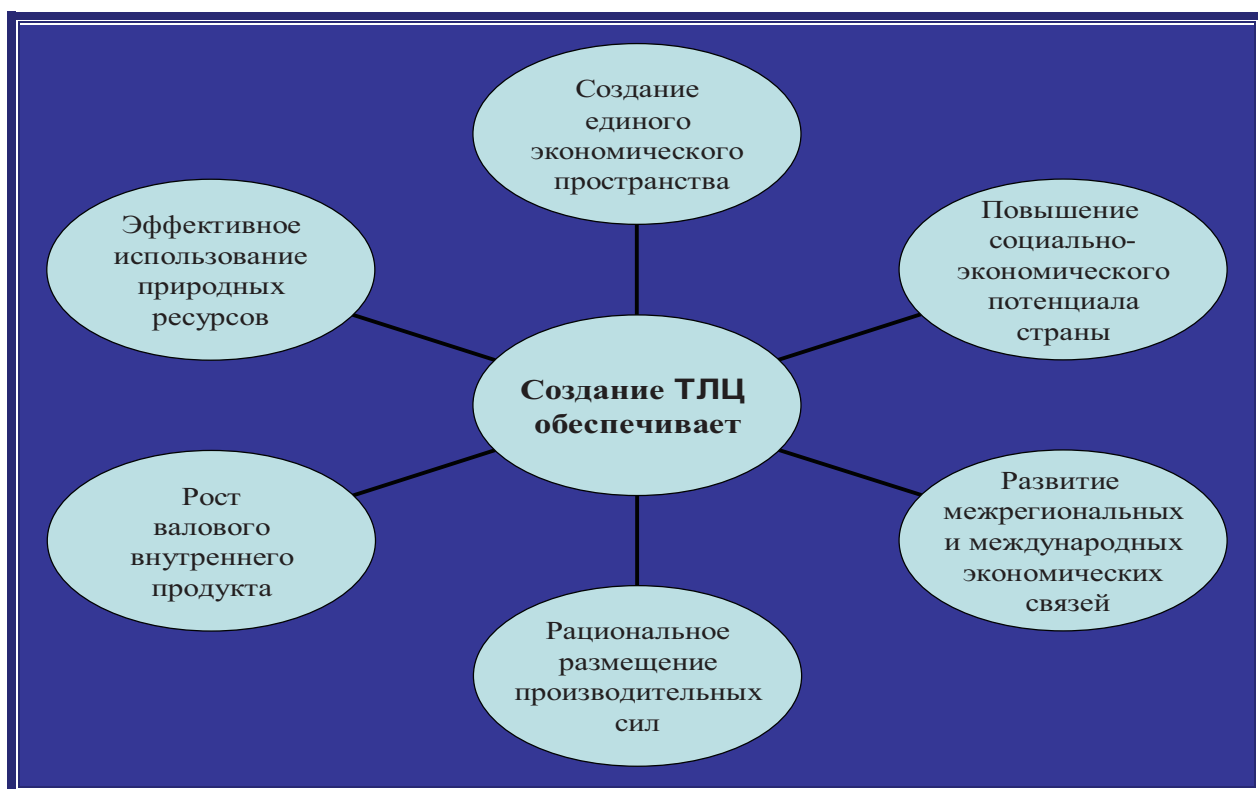 Создание
единого
экономического
пространства
Эффективное
использование
природных
ресурсов
Повышение
социально-
экономического
потенциала
страны
Создание ТЛЦ
обеспечивает
Рост
валового
внутреннего
продукта
Развитие
межрегиональных
и международных
экономических
связей
Рациональное
размещение
производительных
сил